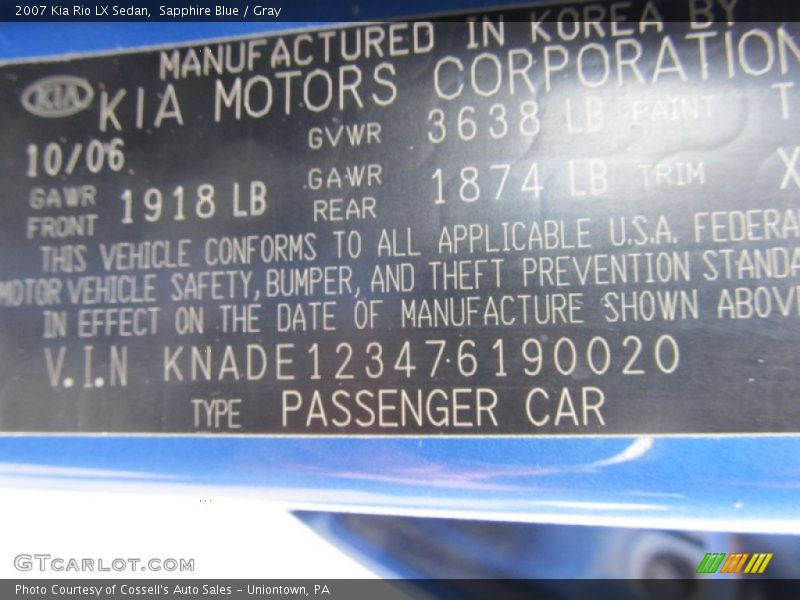 2007 Kia Rio LX Sedan, Sapphire Blue / Gray
MANUFACTURED IN KOREA BY
KIA KIA MOTORS CORPORATION
10/06 GVWR 3638 LB PAINT T
GAWR FRONT 1918 LB GAWR REAR 1874 LB TRIM X
THIS VEHICLE CONFORMS TO ALL APPLICABLE U.S.A. FEDERA
MOTOR VEHICLE SAFETY, BUMPER, AND THEFT PREVENTION STANDA
IN EFFECT ON THE DATE OF MANUFACTURE SHOWN ABOV
V.I.N KNADE123476190020
TYPE PASSENGER CAR
GTCARLOT.COM
Photo Courtesy of Cossell's Auto Sales - Uniontown, PA